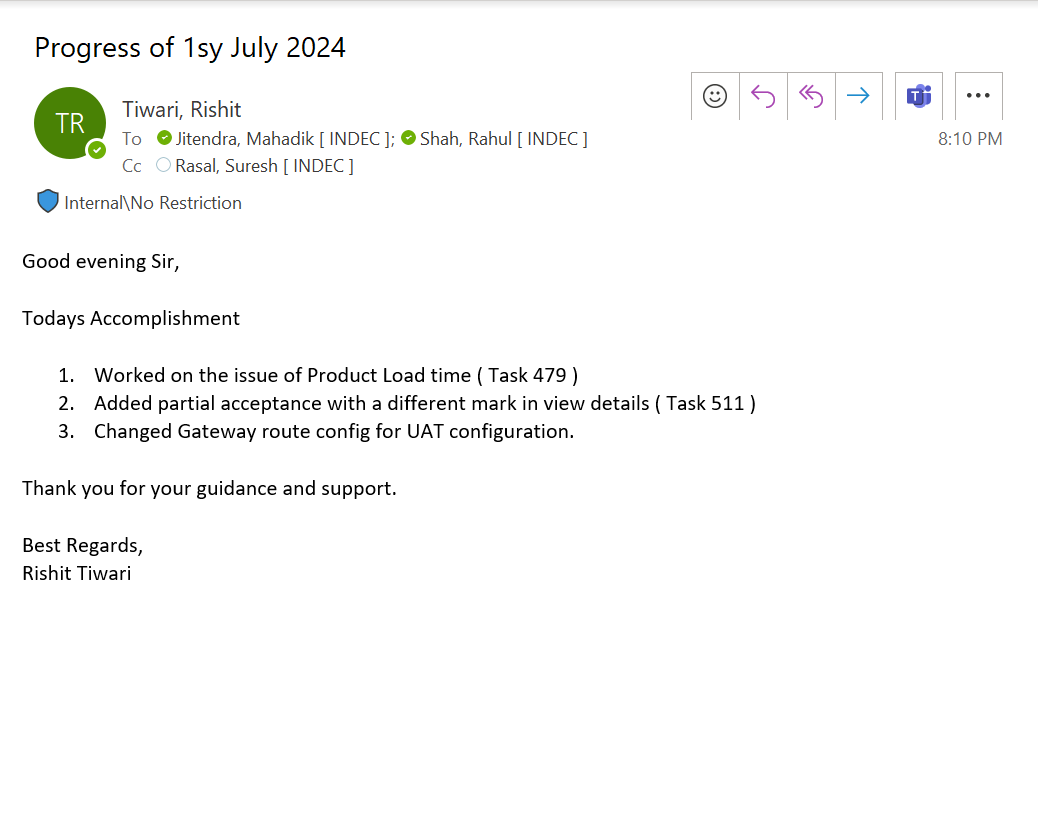 Progress of 1sy July 2024
TR
Tiwari, Rishit
To Jitendra, Mahadik [ INDEC ]; Shah, Rahul [ INDEC ]
8:10 PM
Cc Rasal, Suresh [ INDEC ]
Internal\No Restriction
Good evening Sir,
Todays Accomplishment
1. Worked on the issue of Product Load time ( Task 479 )
2. Added partial acceptance with a different mark in view details ( Task 511 )
3. Changed Gateway route config for UAT configuration.
Thank you for your guidance and support.
Best Regards,
Rishit Tiwari